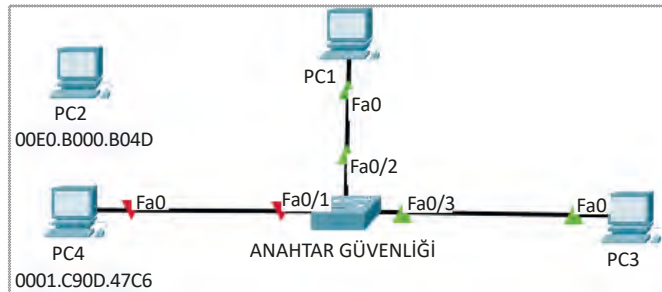 PC1
Fa0
PC2
00E0.B000.B04D
Fa0/2
Fa0
Fa0/1
Fa0/3
Fa0
PC4
ANAHTAR GÜVENLİĞİ
PC3
0001.C90D.47C6